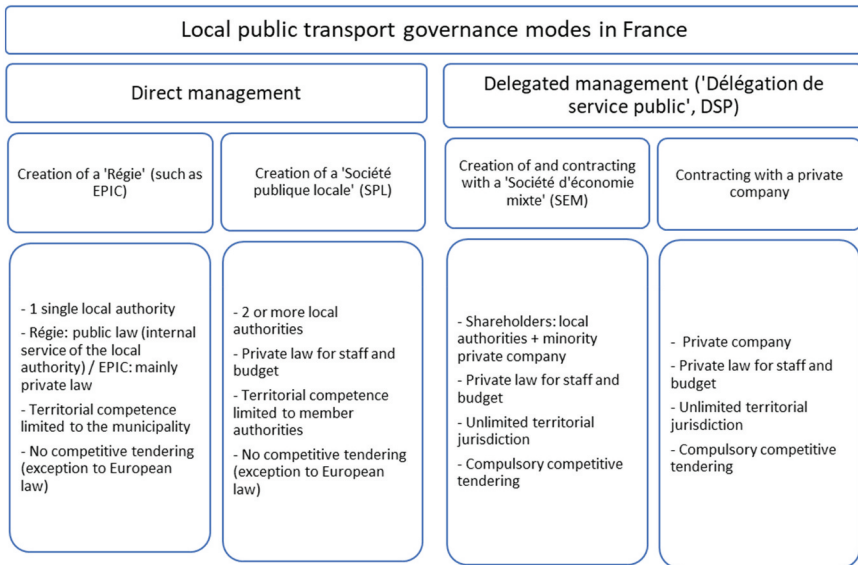 Local public transport governance modes in France
Direct management
Delegated management ('Délégation de
service public', DSP)
Creation of a 'Régie' (such as
EPIC)
Creation of a 'Société
publique locale' (SPL)
Creation of and contracting
with a 'Société d'économie
mixte' (SEM)
Contracting with a private
company
- 1 single local authority
- Régie: public law (internal
service of the local
authority) / EPIC: mainly
private law
- Territorial competence
limited to the municipality
- No competitive tendering
(exception to European
law)
- 2 or more local
authorities
- Private law for staff and
budget
- Territorial competence
limited to member
authorities
- No competitive tendering
(exception to European
law)
- Shareholders: local
authorities + minority
private company
- Private law for staff and
budget
- Unlimited territorial
jurisdiction
- Compulsory competitive
tendering
- Private company
- Private law for staff and
budget
- Unlimited territorial
jurisdiction
- Compulsory competitive
tendering